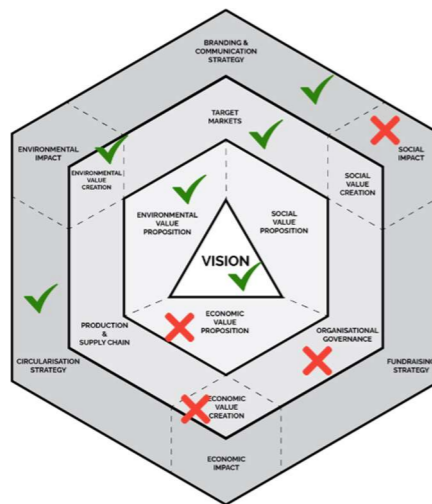 BRANDING &
COMMUNICATION
STRATEGY
TARGET
MARKETS
ENVIRONMENTAL
IMPACT
SOCIAL
IMPACT
ENVIRONMENTAL
VALUE
CREATION
SOCIAL
VALUE
CREATION
ENVIRONMENTAL
VALUE
PROPOSITION
SOCIAL
VALUE
PROPOSITION
VISION
ECONOMIC
VALUE
PROPOSITION
PRODUCTION
&
SUPPLY CHAIN
ORGANISATIONAL
GOVERNANCE
CIRCULARISATION
STRATEGY
FUNDRAISING
STRATEGY
ECONOMIC
VALUE
CREATION
ECONOMIC
IMPACT